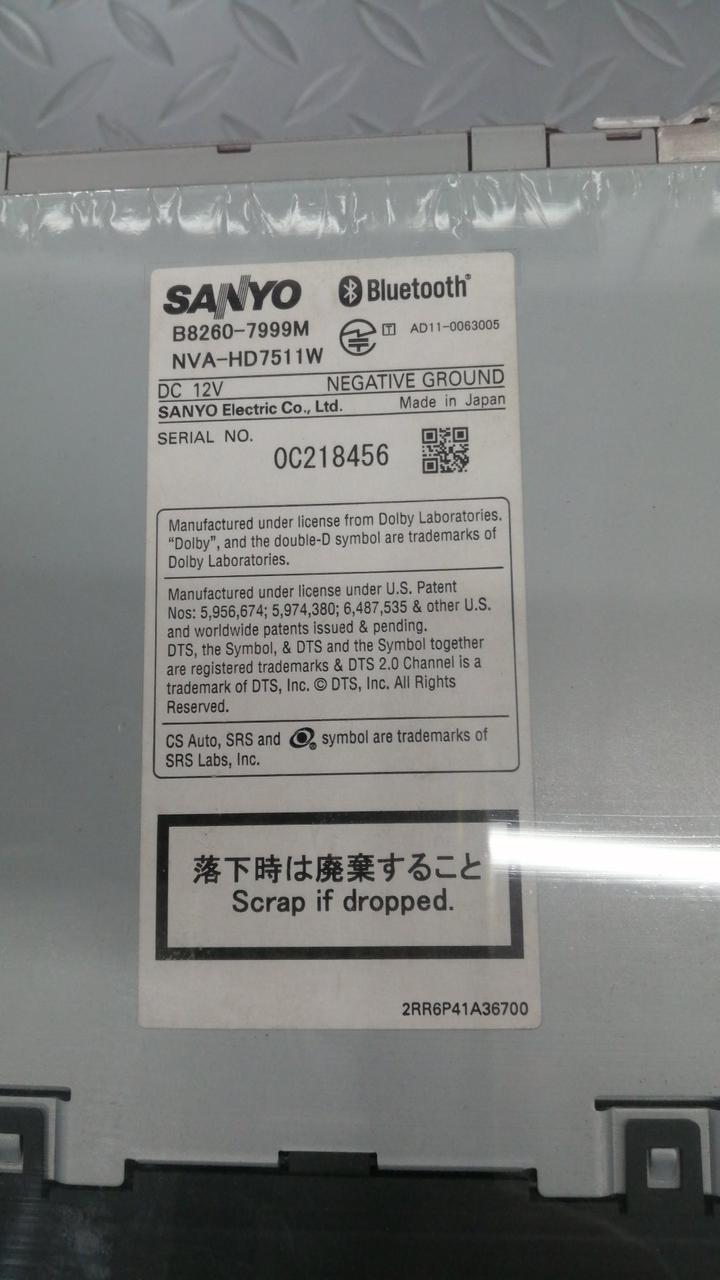 SANYO Bluetooth®
B8260-7999M
T AD11-0063005
NVA-HD7511W
DC 12V NEGATIVE GROUND
SANYO Electric Co., Ltd. Made in Japan
SERIAL NO.
0C218456
Manufactured under license from Dolby Laboratories.
“Dolby”, and the double-D symbol are trademarks of
Dolby Laboratories.
Manufactured under license under U.S. Patent
Nos: 5,956,674; 5,974,380; 6,487,535 & other U.S.
and worldwide patents issued & pending.
DTS, the Symbol, & DTS and the Symbol together
are registered trademarks & DTS 2.0 Channel is a
trademark of DTS, Inc. © DTS, Inc. All Rights
Reserved.
CS Auto, SRS and ® symbol are trademarks of
SRS Labs, Inc.
落下時は廃棄すること
Scrap if dropped.
2RR6P41A36700